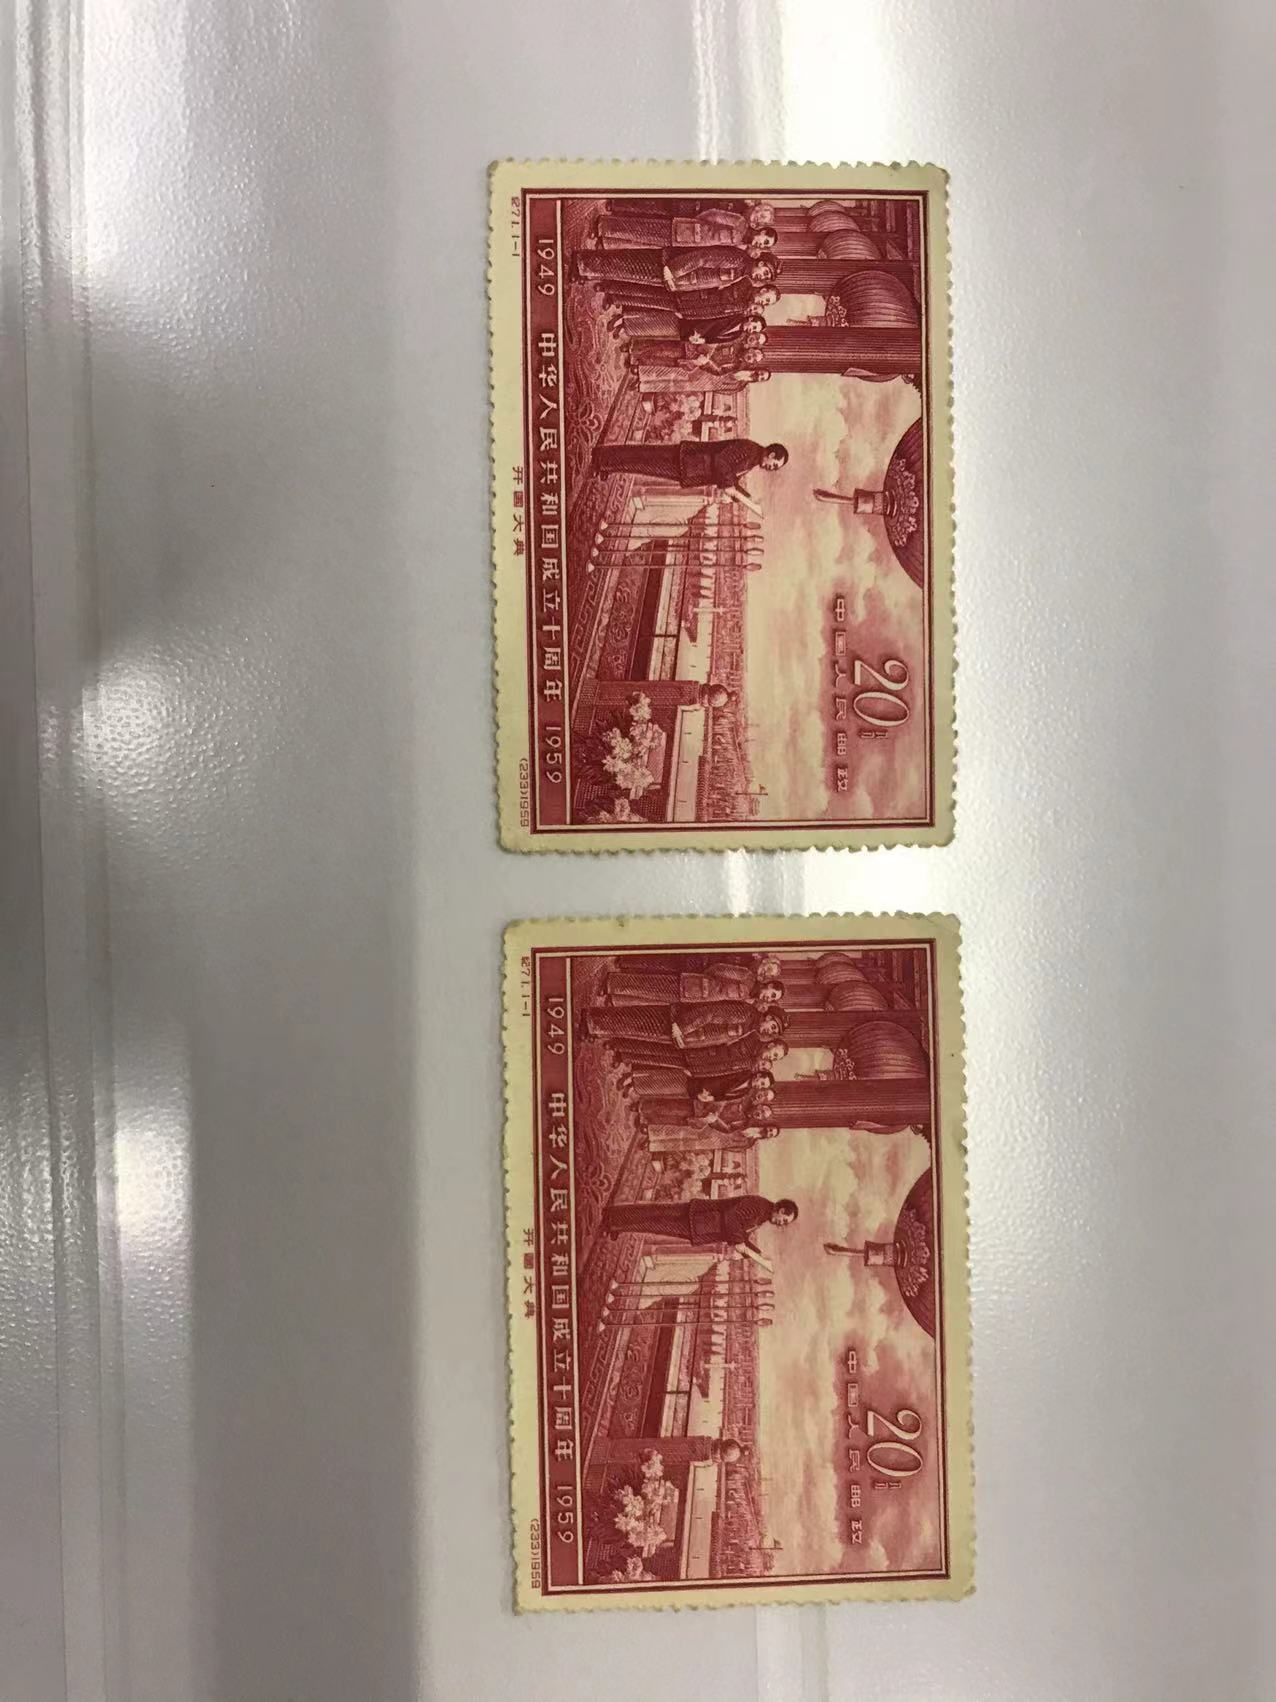 20分
中国人民邮政
1949 中华人民共和国成立十周年 1959
纪71.1-1
开国大典
(233)1959
20分
中国人民邮政
1949 中华人民共和国成立十周年 1959
纪71.1-1
开国大典
(233)1959